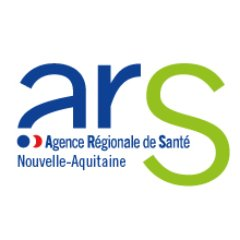 ars
Agence Régionale de Santé
Nouvelle-Aquitaine